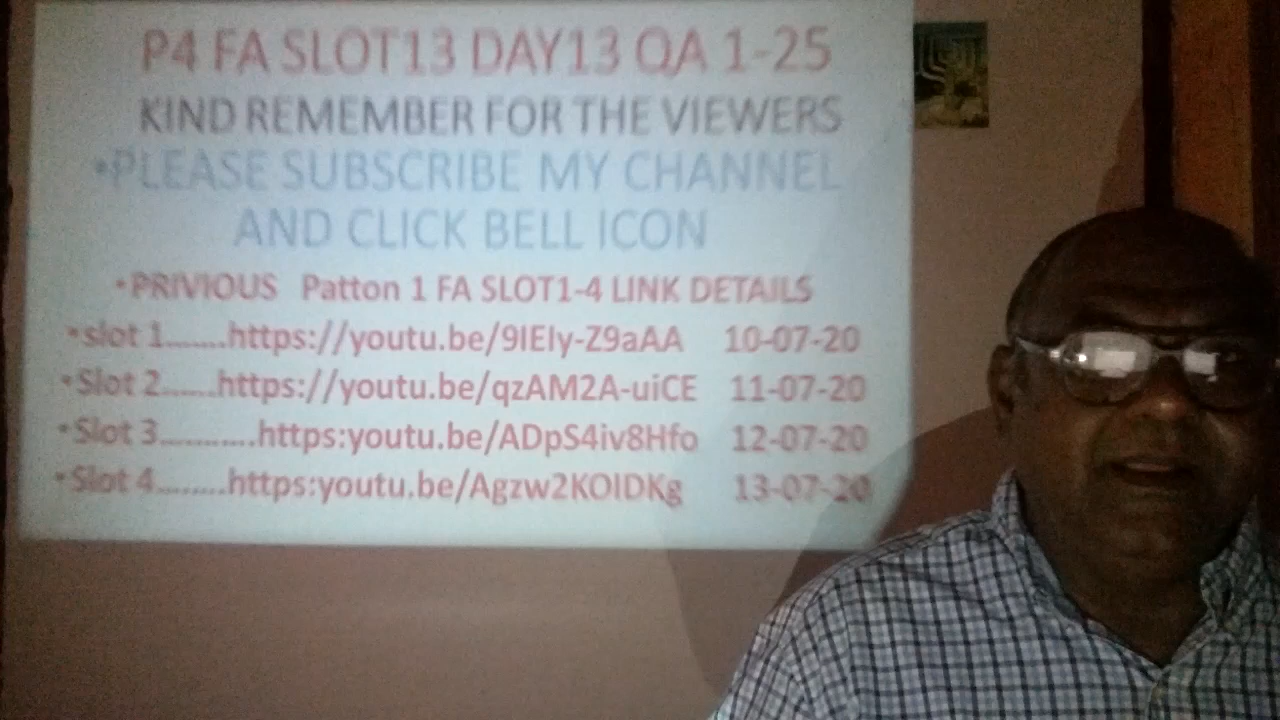 P4 FA SLOT13 DAY13 QA 1-25
KIND REMEMBER FOR THE VIEWERS
•PLEASE SUBSCRIBE MY CHANNEL
AND CLICK BELL ICON
•PRIVIOUS Patton 1 FA SLOT1-4 LINK DETAILS
•slot 1.......https://youtu.be/9IEIy-Z9aAA 10-07-20
•Slot 2......https://youtu.be/qzAM2A-uiCE 11-07-20
•Slot 3...........https:youtu.be/ADpS4iv8Hfo 12-07-20
•Slot 4........https:youtu.be/Agzw2KOIDKg 13-07-20